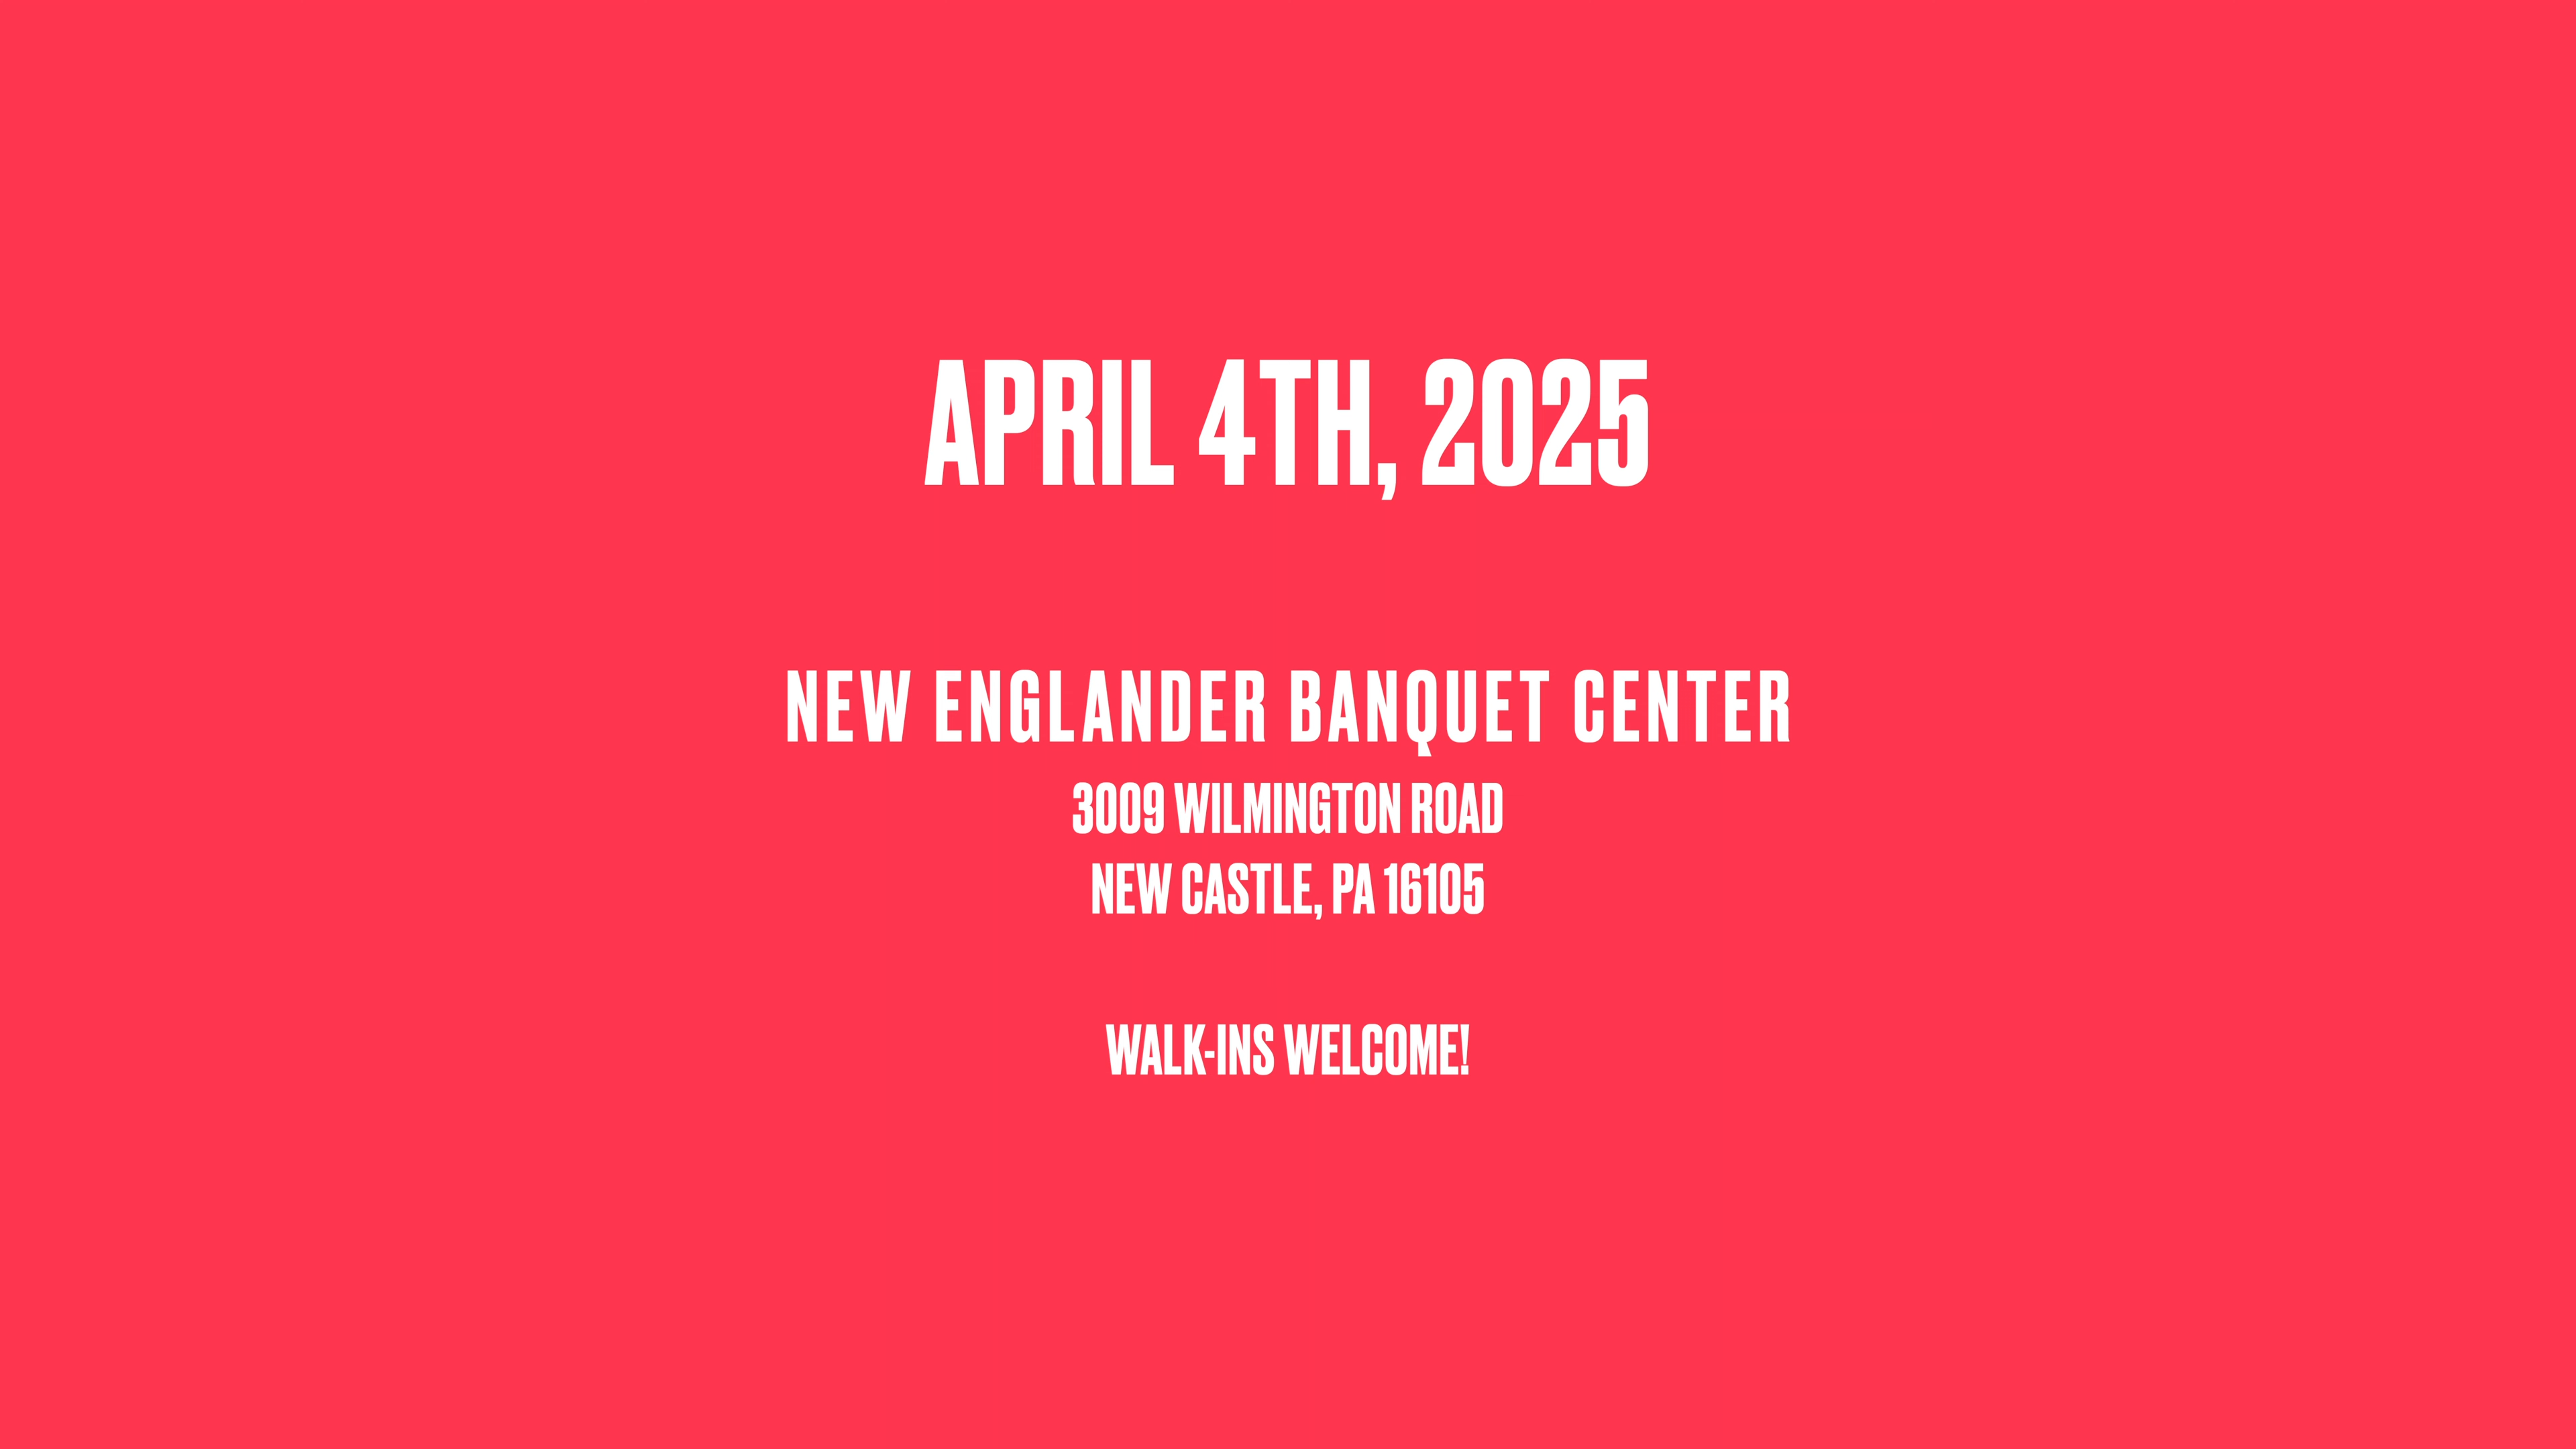 APRIL 4TH, 2025
NEW ENGLANDER BANQUET CENTER
3009 WILMINGTON ROAD
NEW CASTLE, PA 16105
WALK-INS WELCOME!